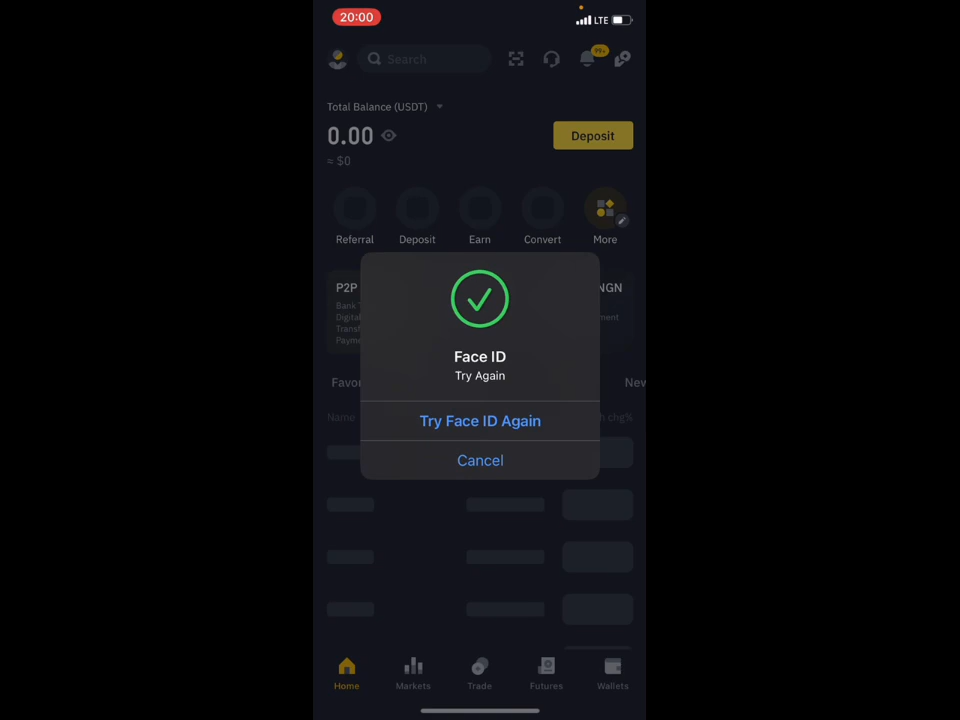 20:00
LTE
Search
99+
Total Balance (USDT)
0.00
Deposit
≈ $0
Referral
Deposit
Earn
Convert
More
P2P
NGN
Bank
Digital
ment
Transf
Payme
Face ID
Try Again
Favor
New
Name
h chg%
Try Face ID Again
Cancel
Home
Markets
Trade
Futures
Wallets